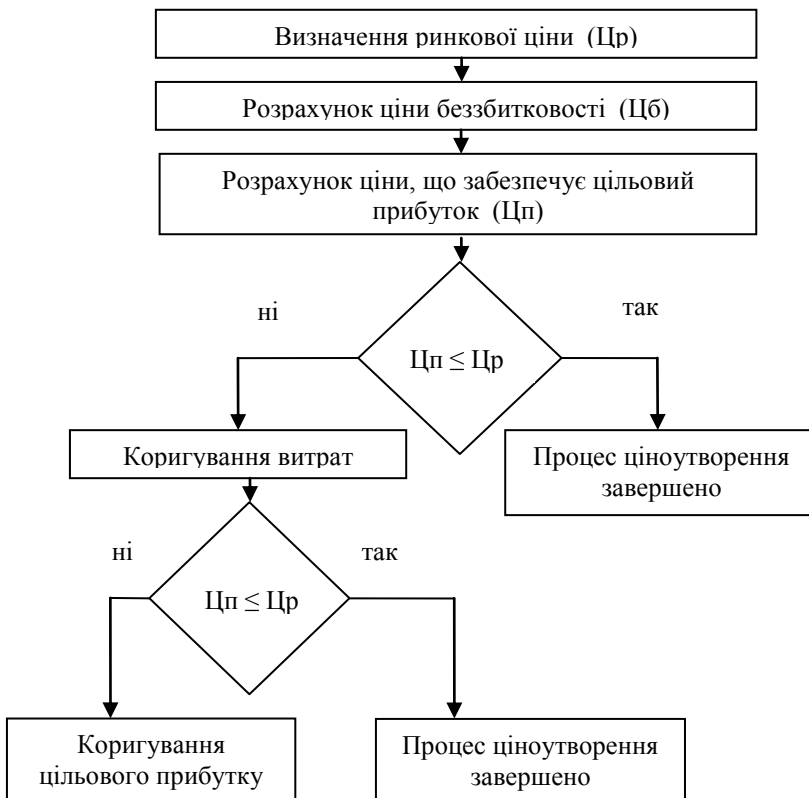 Визначення ринкової ціни (Цр)
Розрахунок ціни беззбитковості (Цб)
Розрахунок ціни, що забезпечує цільовий
прибуток (Цп)
ні
так
Цп ≤ Цр
Коригування витрат
Процес ціноутворення
завершено
ні
так
Цп ≤ Цр
Коригування
цільового прибутку
Процес ціноутворення
завершено